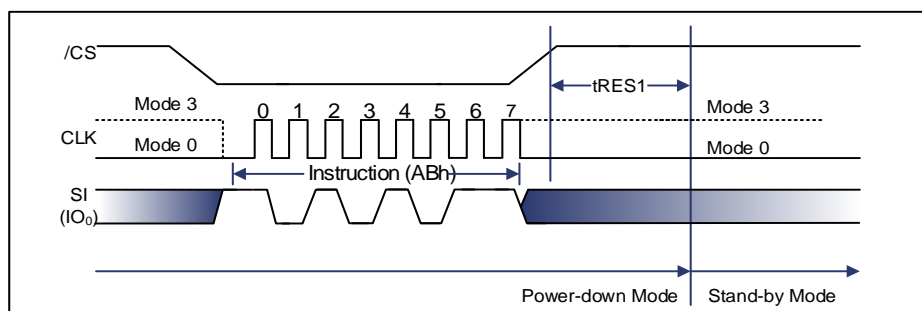 /CS
tRES1
Mode 3 0 1 2 3 4 5 6 7 Mode 3
CLK
Mode 0 Mode 0
Instruction (ABh)
SI
(IO₀)
Power-down Mode Stand-by Mode